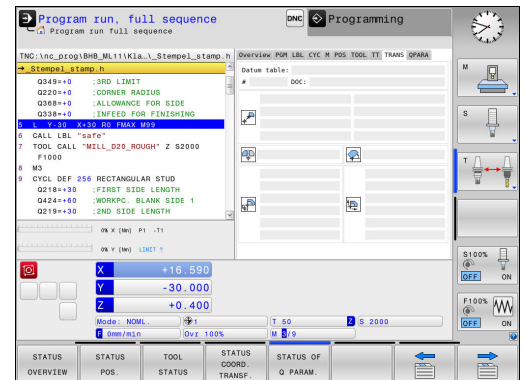 Program run, full sequence
Program run full sequence
DNC
Programming
TNC:\nc_prog\BHB_ML11\Kla…\_Stempel_stamp.h
→_Stempel_stamp.h
Q349=+0 ;3RD LIMIT
Q220=+0 ;CORNER RADIUS
Q368=+0 ;ALLOWANCE FOR SIDE
Q338=+0 ;INFEED FOR FINISHING
5 L Y-30 X+30 R0 FMAX M99
6 CALL LBL "safe"
7 TOOL CALL "MILL_D20_ROUGH" Z S2000
F1000
8 M3
9 CYCL DEF 256 RECTANGULAR STUD
Q218=+30 ;FIRST SIDE LENGTH
Q424=+60 ;WORKPC. BLANK SIDE 1
Q219=+30 ;2ND SIDE LENGTH
Overview PGM LBL CYC M POS TOOL TT TRANS QPARA
Datum table:
# DOC:
0% X [Nm] P1 -T1
0% Y [Nm] LIMIT 1
X +16.590
Y -30.000
Z +0.400
Mode: NOML. 1 T 50 Z S 2000
F 0mm/min Ovr 100% M 3/9
M
S
T
S100%
OFF ON
F100%
OFF ON
STATUS OVERVIEW
STATUS POS.
TOOL STATUS
STATUS COORD. TRANSF.
STATUS OF Q PARAM.